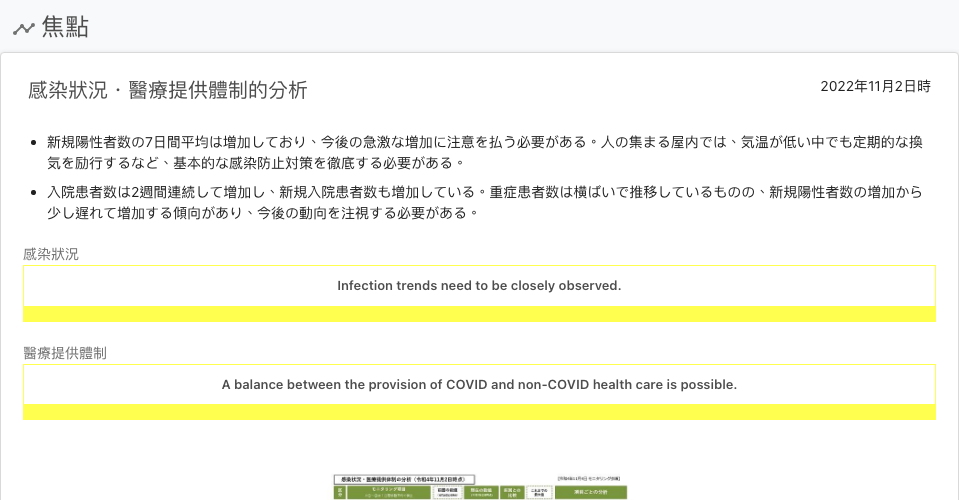 焦點
感染狀況・醫療提供體制的分析
2022年11月2日時
新規陽性者数の7日間平均は増加しており、今後の急激な増加に注意を払う必要がある。人の集まる屋内では、気温が低い中でも定期的な換
気を励行するなど、基本的な感染防止対策を徹底する必要がある。
入院患者数は2週間連続して増加し、新規入院患者数も増加している。重症患者数は横ばいで推移しているものの、新規陽性者数の増加から
少し遅れて増加する傾向があり、今後の動向を注視する必要がある。
感染狀況
Infection trends need to be closely observed.
醫療提供體制
A balance between the provision of COVID and non-COVID health care is possible.
感染状況・医療提供体制の分析（令和4年11月2日時点）